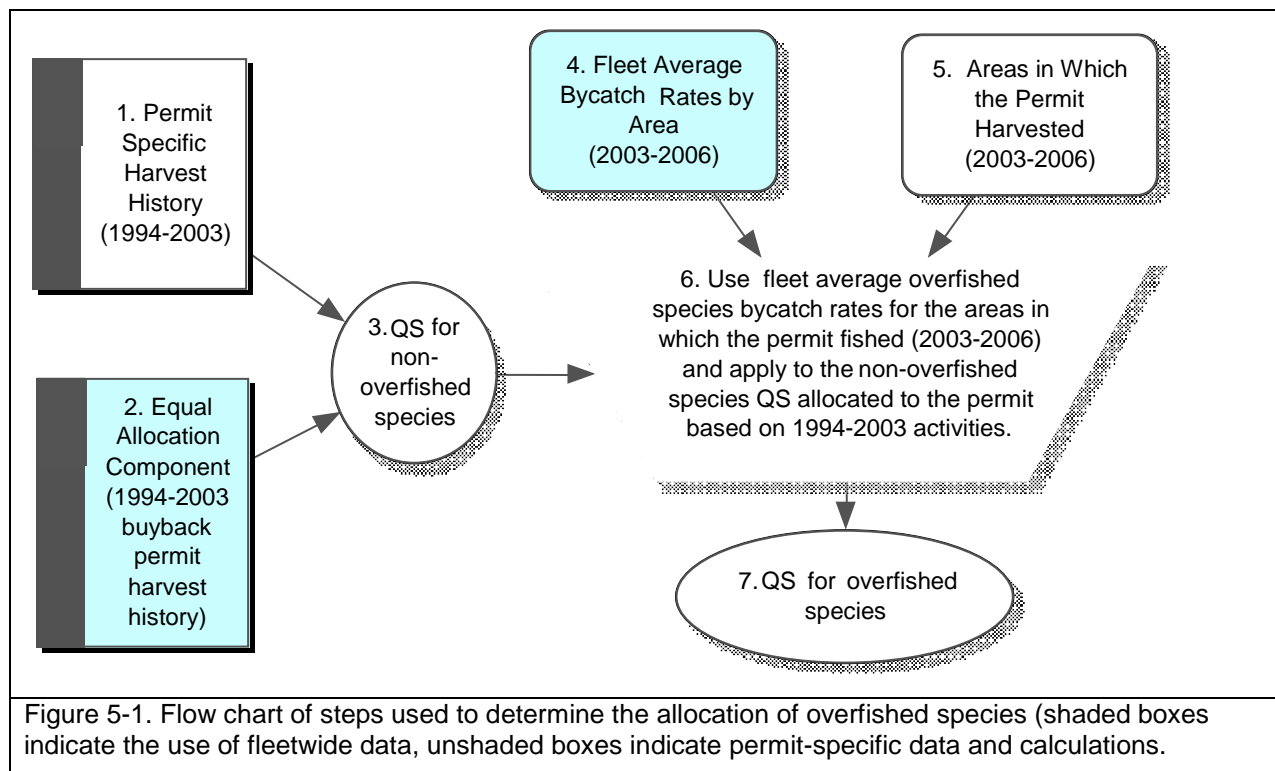 1. Permit
Specific
Harvest
History
(1994-2003)
2. Equal
Allocation
Component
(1994-2003
buyback
permit
harvest
history)
3. QS for
non-
overfished
species
4. Fleet Average
Bycatch Rates by
Area
(2003-2006)
5. Areas in Which
the Permit
Harvested
(2003-2006)
6. Use fleet average overfished
species bycatch rates for the areas in
which the permit fished (2003-2006)
and apply to the non-overfished
species QS allocated to the permit
based on 1994-2003 activities.
7. QS for overfished
species
Figure 5-1. Flow chart of steps used to determine the allocation of overfished species (shaded boxes
indicate the use of fleetwide data, unshaded boxes indicate permit-specific data and calculations.